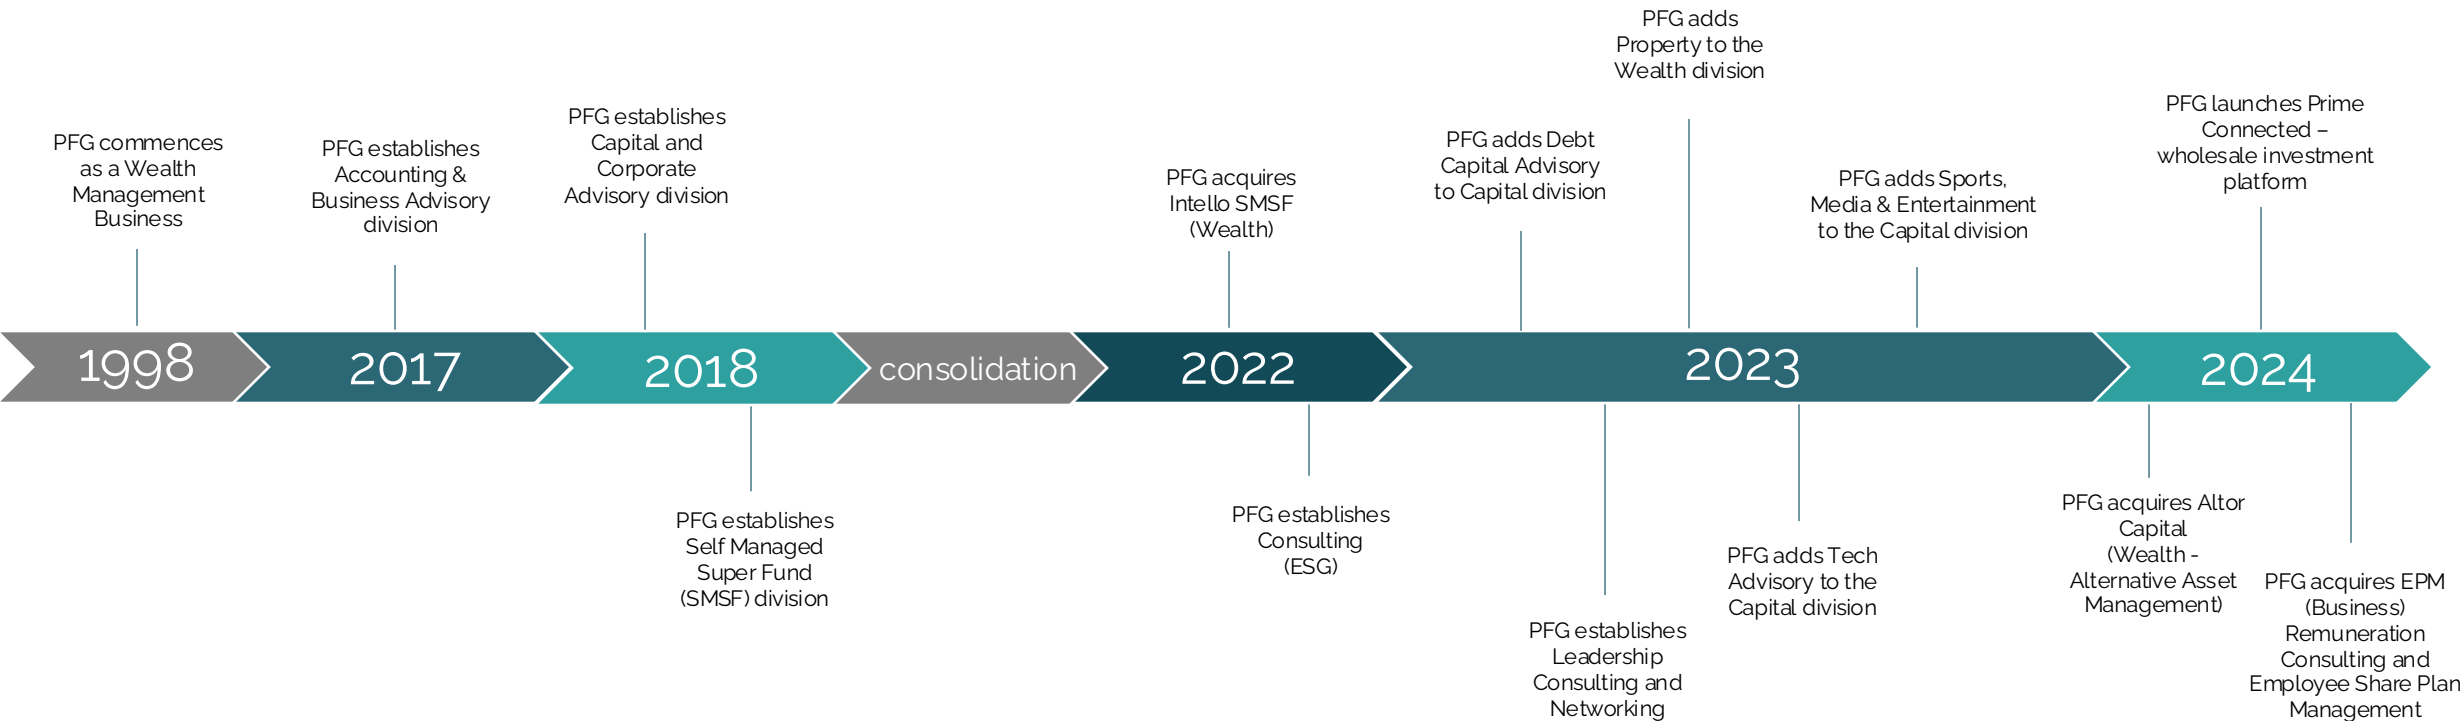 PFG commences
as a Wealth
Management
Business
PFG establishes
Accounting &
Business Advisory
division
PFG establishes
Capital and
Corporate
Advisory division
PFG acquires
Intello SMSF
(Wealth)
PFG adds Debt
Capital Advisory
to Capital division
PFG adds
Property to the
Wealth division
PFG adds Sports,
Media & Entertainment
to the Capital division
PFG launches Prime
Connected –
wholesale investment
platform
1998
2017
2018
consolidation
2022
2023
2024
PFG establishes
Self Managed
Super Fund
(SMSF) division
PFG establishes
Consulting
(ESG)
PFG establishes
Leadership
Consulting and
Networking
PFG adds Tech
Advisory to the
Capital division
PFG acquires Altor
Capital
(Wealth -
Alternative Asset
Management)
PFG acquires EPM
(Business)
Remuneration
Consulting and
Employee Share Plan
Management